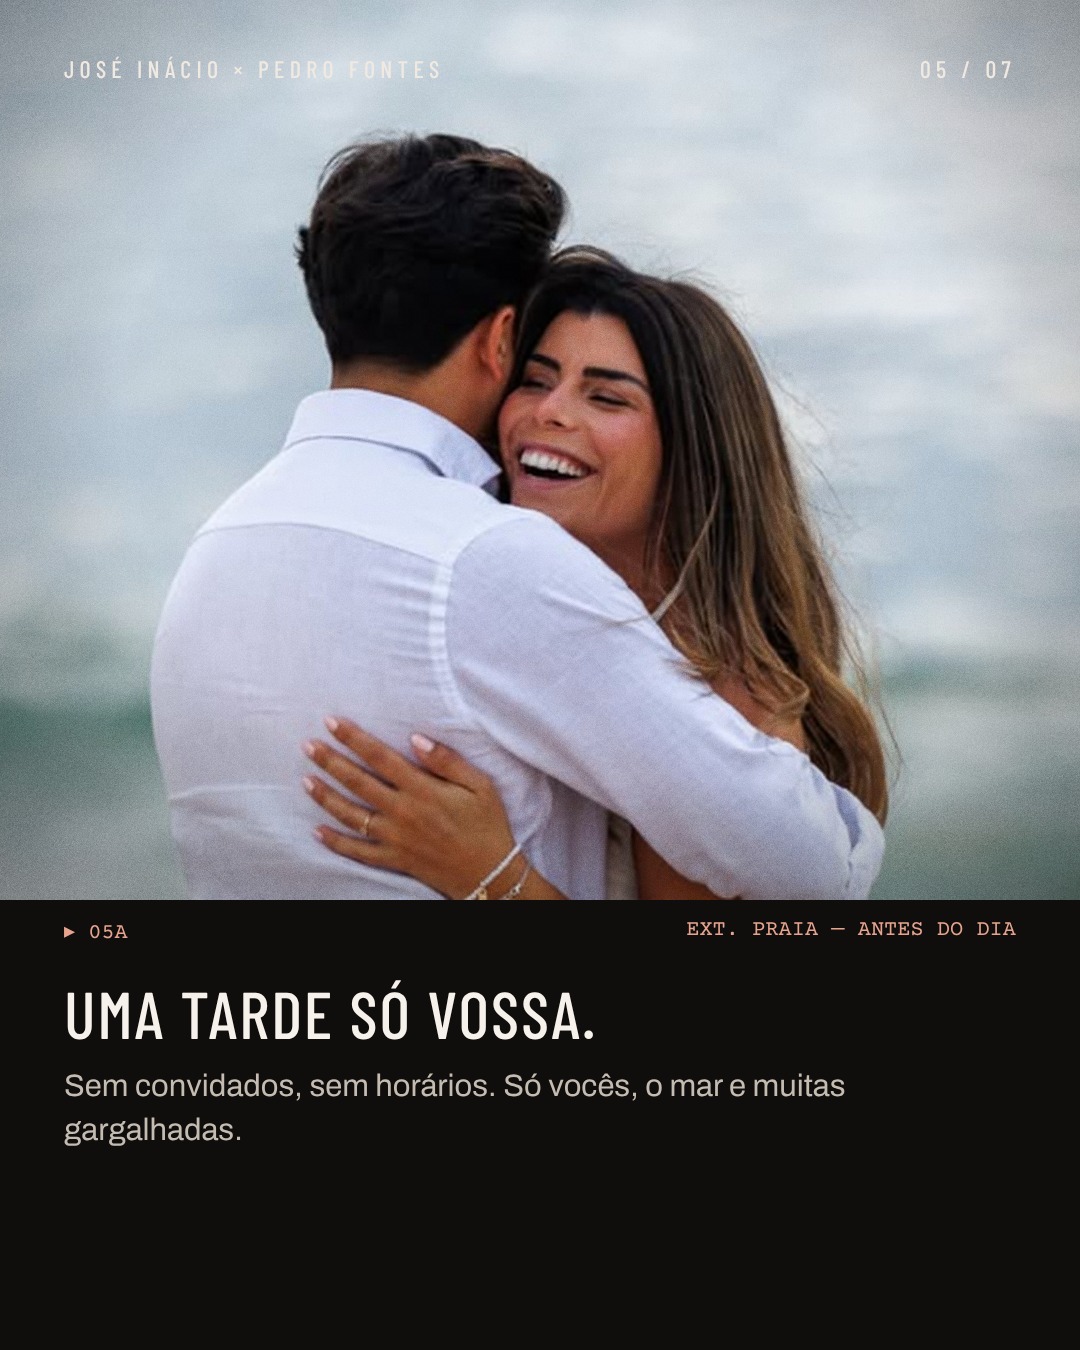 JOSÉ INÁCIO × PEDRO FONTES
05 / 07
▶ 05A
EXT. PRAIA — ANTES DO DIA
UMA TARDE SÓ VOSSA.
Sem convidados, sem horários. Só vocês, o mar e muitas
gargalhadas.